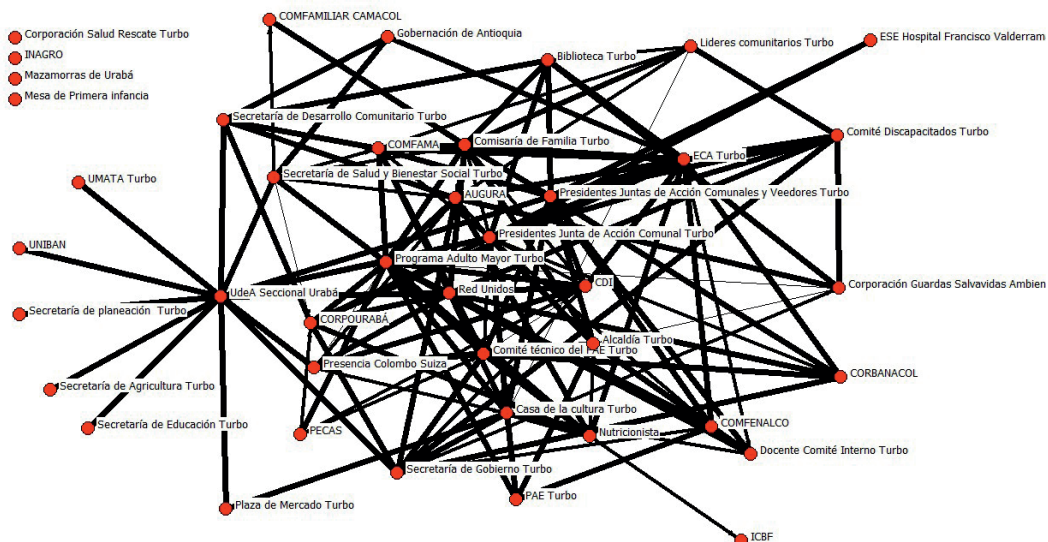 COMFAMILIAR CAMACOL
Corporación Salud Rescate Turbo
Gobernación de Antioquia
Lideres comunitarios Turbo
ESE Hospital Francisco Valderram
INAGRO
Biblioteca Turbo
Mazamorras de Urabá
Mesa de Primera infancia
Secretaría de Desarrollo Comunitario Turbo
Comité Discapacitados Turbo
Comisaría de Familia Turbo
COMFAMA
ECA Turbo
Secretaría de Salud y Bienestar Social Turbo
UMATA Turbo
AUGURA
Presidentes Juntas de Acción Comunales y Veedores Turbo
Presidentes Junta de Acción Comunal Turbo
UNIBAN
Programa Adulto Mayor Turbo
Red Unidos
CDI
Corporación Guardas Salvavidas Ambien
UdeA Seccional Urabá
Secretaría de planeación Turbo
CORPOURABÁ
Alcaldía Turbo
Comité técnico del PAE Turbo
Presencia Colombo Suiza
CORBANACOL
Secretaría de Agricultura Turbo
Casa de la cultura Turbo
Secretaría de Educación Turbo
COMFENALCO
PECAS
Nutricionista
Docente Comité Interno Turbo
Secretaría de Gobierno Turbo
PAE Turbo
Plaza de Mercado Turbo
ICBF